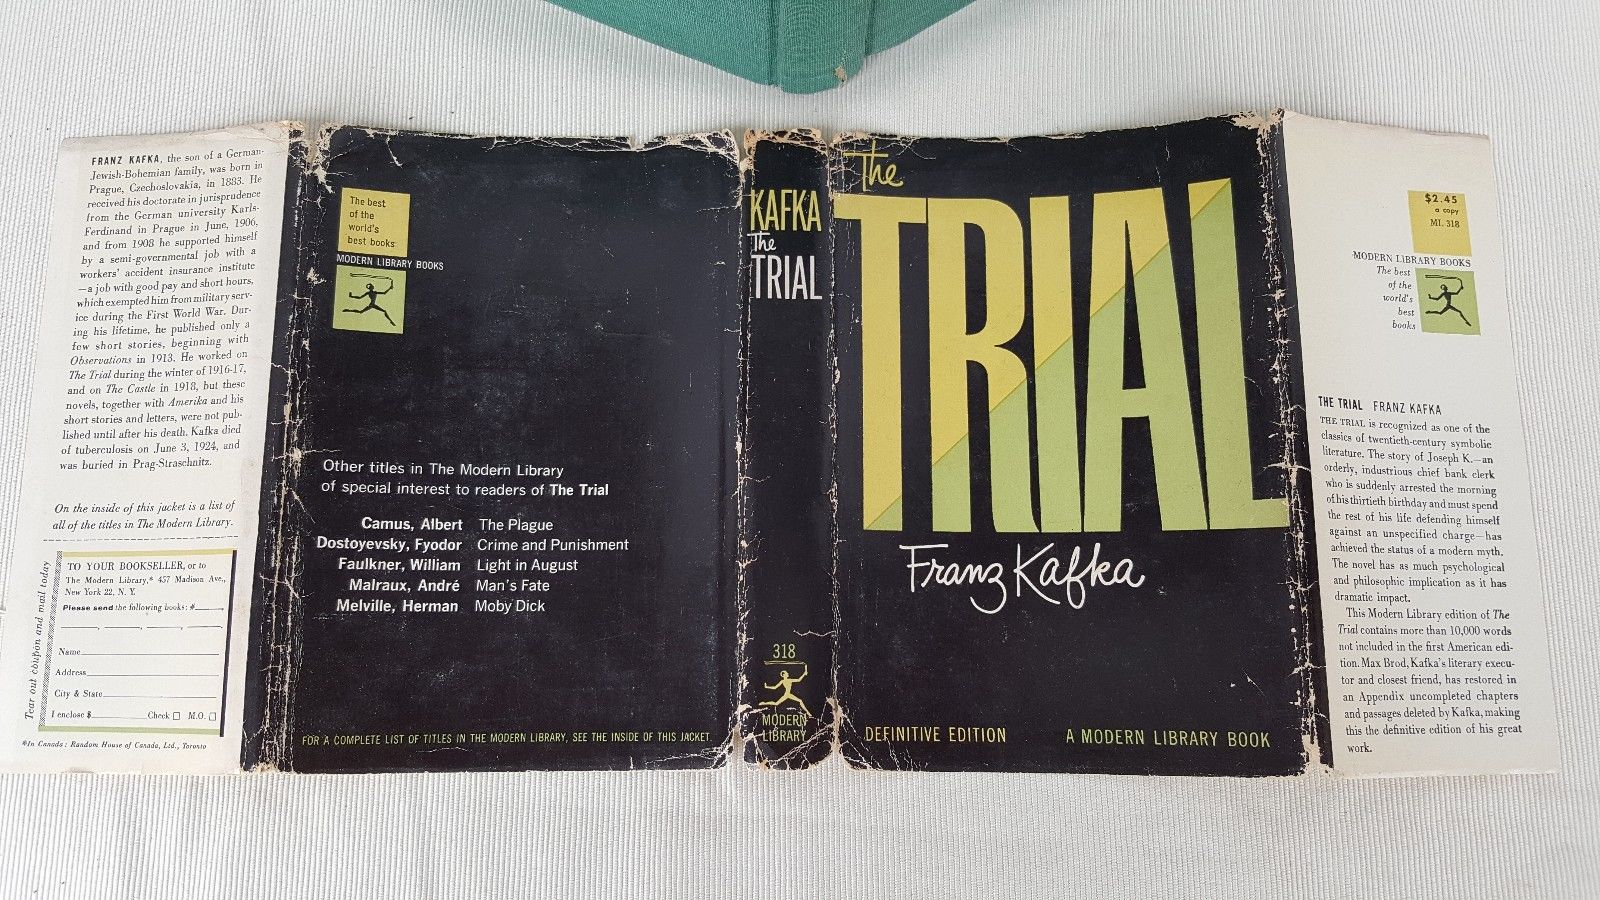 FRANZ KAFKA, the son of a German-
Jewish-Bohemian family, was born in
Prague, Czechoslovakia, in 1883. He
received his doctorate in jurisprudence
from the German university Karls-
Ferdinand in Prague in June, 1906,
and from 1908 he supported himself
by a semi-governmental job with a
workers' accident insurance institute
—a job with good pay and short hours,
which exempted him from military serv-
ice during the First World War. Dur-
ing his lifetime, he published only a
few short stories, beginning with
Observations in 1913. He worked on
The Trial during the winter of 1916-17,
and on The Castle in 1918, but these
novels, together with Amerika and his
short stories and letters, were not pub-
lished until after his death. Kafka died
of tuberculosis on June 3, 1924, and
was buried in Prag-Straschnitz.
On the inside of this jacket is a list of
all of the titles in The Modern Library.
Tear out coupon and mail today
TO YOUR BOOKSELLER, or to
The Modern Library,* 457 Madison Ave.,
New York 22, N. Y.
Please send the following books: #
Name
Address
City & State
I enclose $ Check ☐ M.O. ☐
*In Canada: Random House of Canada, Ltd., Toronto
The best
of the
world's
best books
MODERN LIBRARY BOOKS
Other titles in The Modern Library
of special interest to readers of The Trial
Camus, Albert The Plague
Dostoyevsky, Fyodor Crime and Punishment
Faulkner, William Light in August
Malraux, André Man's Fate
Melville, Herman Moby Dick
FOR A COMPLETE LIST OF TITLES IN THE MODERN LIBRARY, SEE THE INSIDE OF THIS JACKET.
KAFKA
The
TRIAL
318
MODERN
LIBRARY
The
TRIAL
Franz Kafka
DEFINITIVE EDITION A MODERN LIBRARY BOOK
$2.45
a copy
ML 318
MODERN LIBRARY BOOKS
The best
of the
world's
best
books
THE TRIAL FRANZ KAFKA
THE TRIAL is recognized as one of the
classics of twentieth-century symbolic
literature. The story of Joseph K.—an
orderly, industrious chief bank clerk
who is suddenly arrested the morning
of his thirtieth birthday and must spend
the rest of his life defending himself
against an unspecified charge—has
achieved the status of a modern myth.
The novel has as much psychological
and philosophic implication as it has
dramatic impact.
This Modern Library edition of The
Trial contains more than 10,000 words
not included in the first American edi-
tion. Max Brod, Kafka's literary execu-
tor and closest friend, has restored in
an Appendix uncompleted chapters
and passages deleted by Kafka, making
this the definitive edition of his great
work.